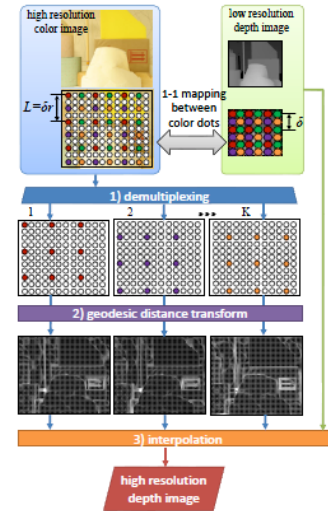 high resolution
color image
low resolution
depth image
L=δr
1-1 mapping
between
color dots
δ
1) demultiplexing
1
2
•••
K
2) geodesic distance transform
3) interpolation
high resolution
depth image